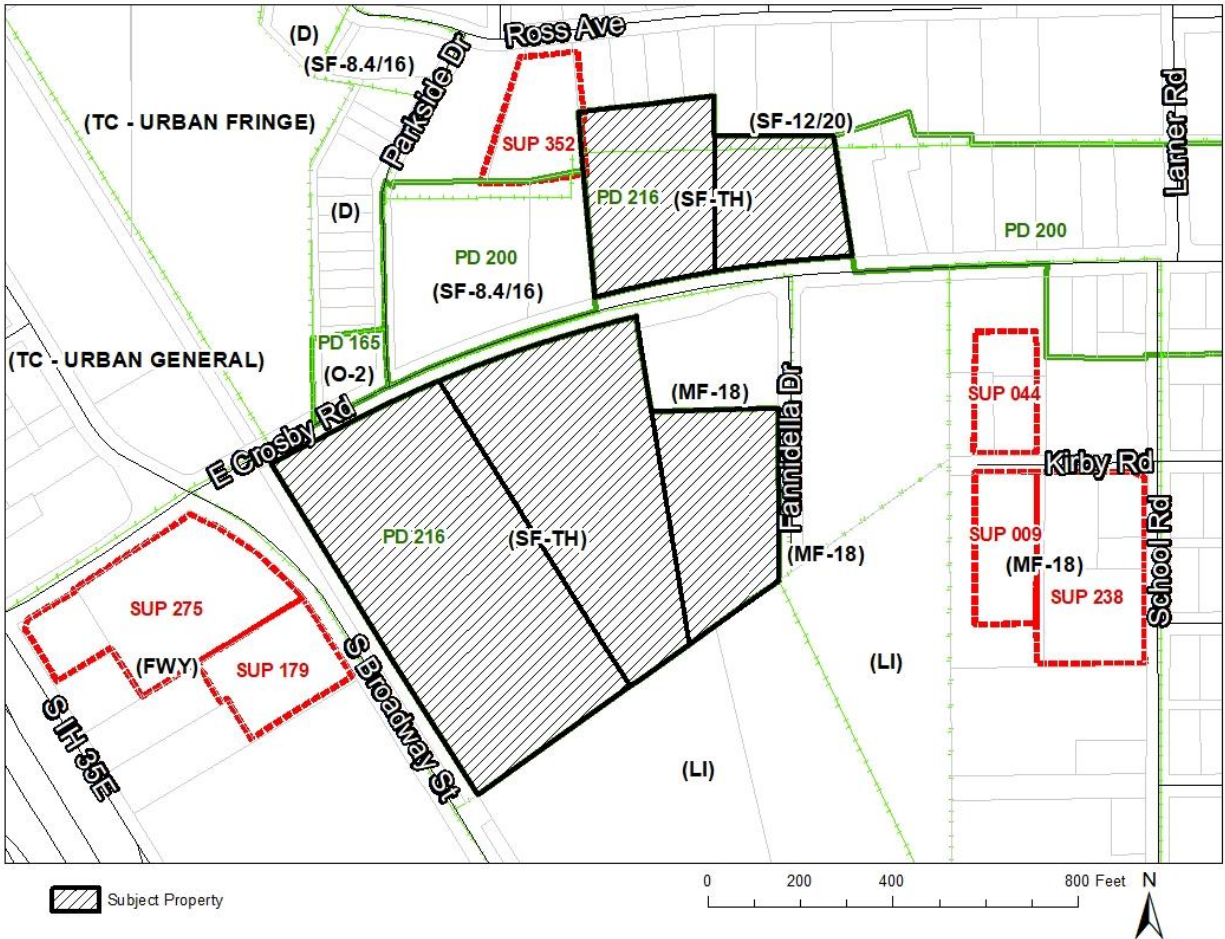 (D)
Ross Ave
(SF-8.4/16)
Parkside Dr
Larner Rd
(TC - URBAN FRINGE)
(SF-12/20)
SUP 352
PD 216
(SF-TH)
(D)
PD 200
PD 200
(SF-8.4/16)
PD 165
(TC - URBAN GENERAL)
(O-2)
(MF-18)
SUP 044
Fannidella Dr
E Crosby Rd
Kirby Rd
PD 216
(SF-TH)
SUP 009
School Rd
(MF-18)
(MF-18)
SUP 275
SUP 238
(FWY)
SUP 179
S Broadway St
(LI)
S IH 35E
(LI)
Subject Property
0 200 400 800 Feet
N